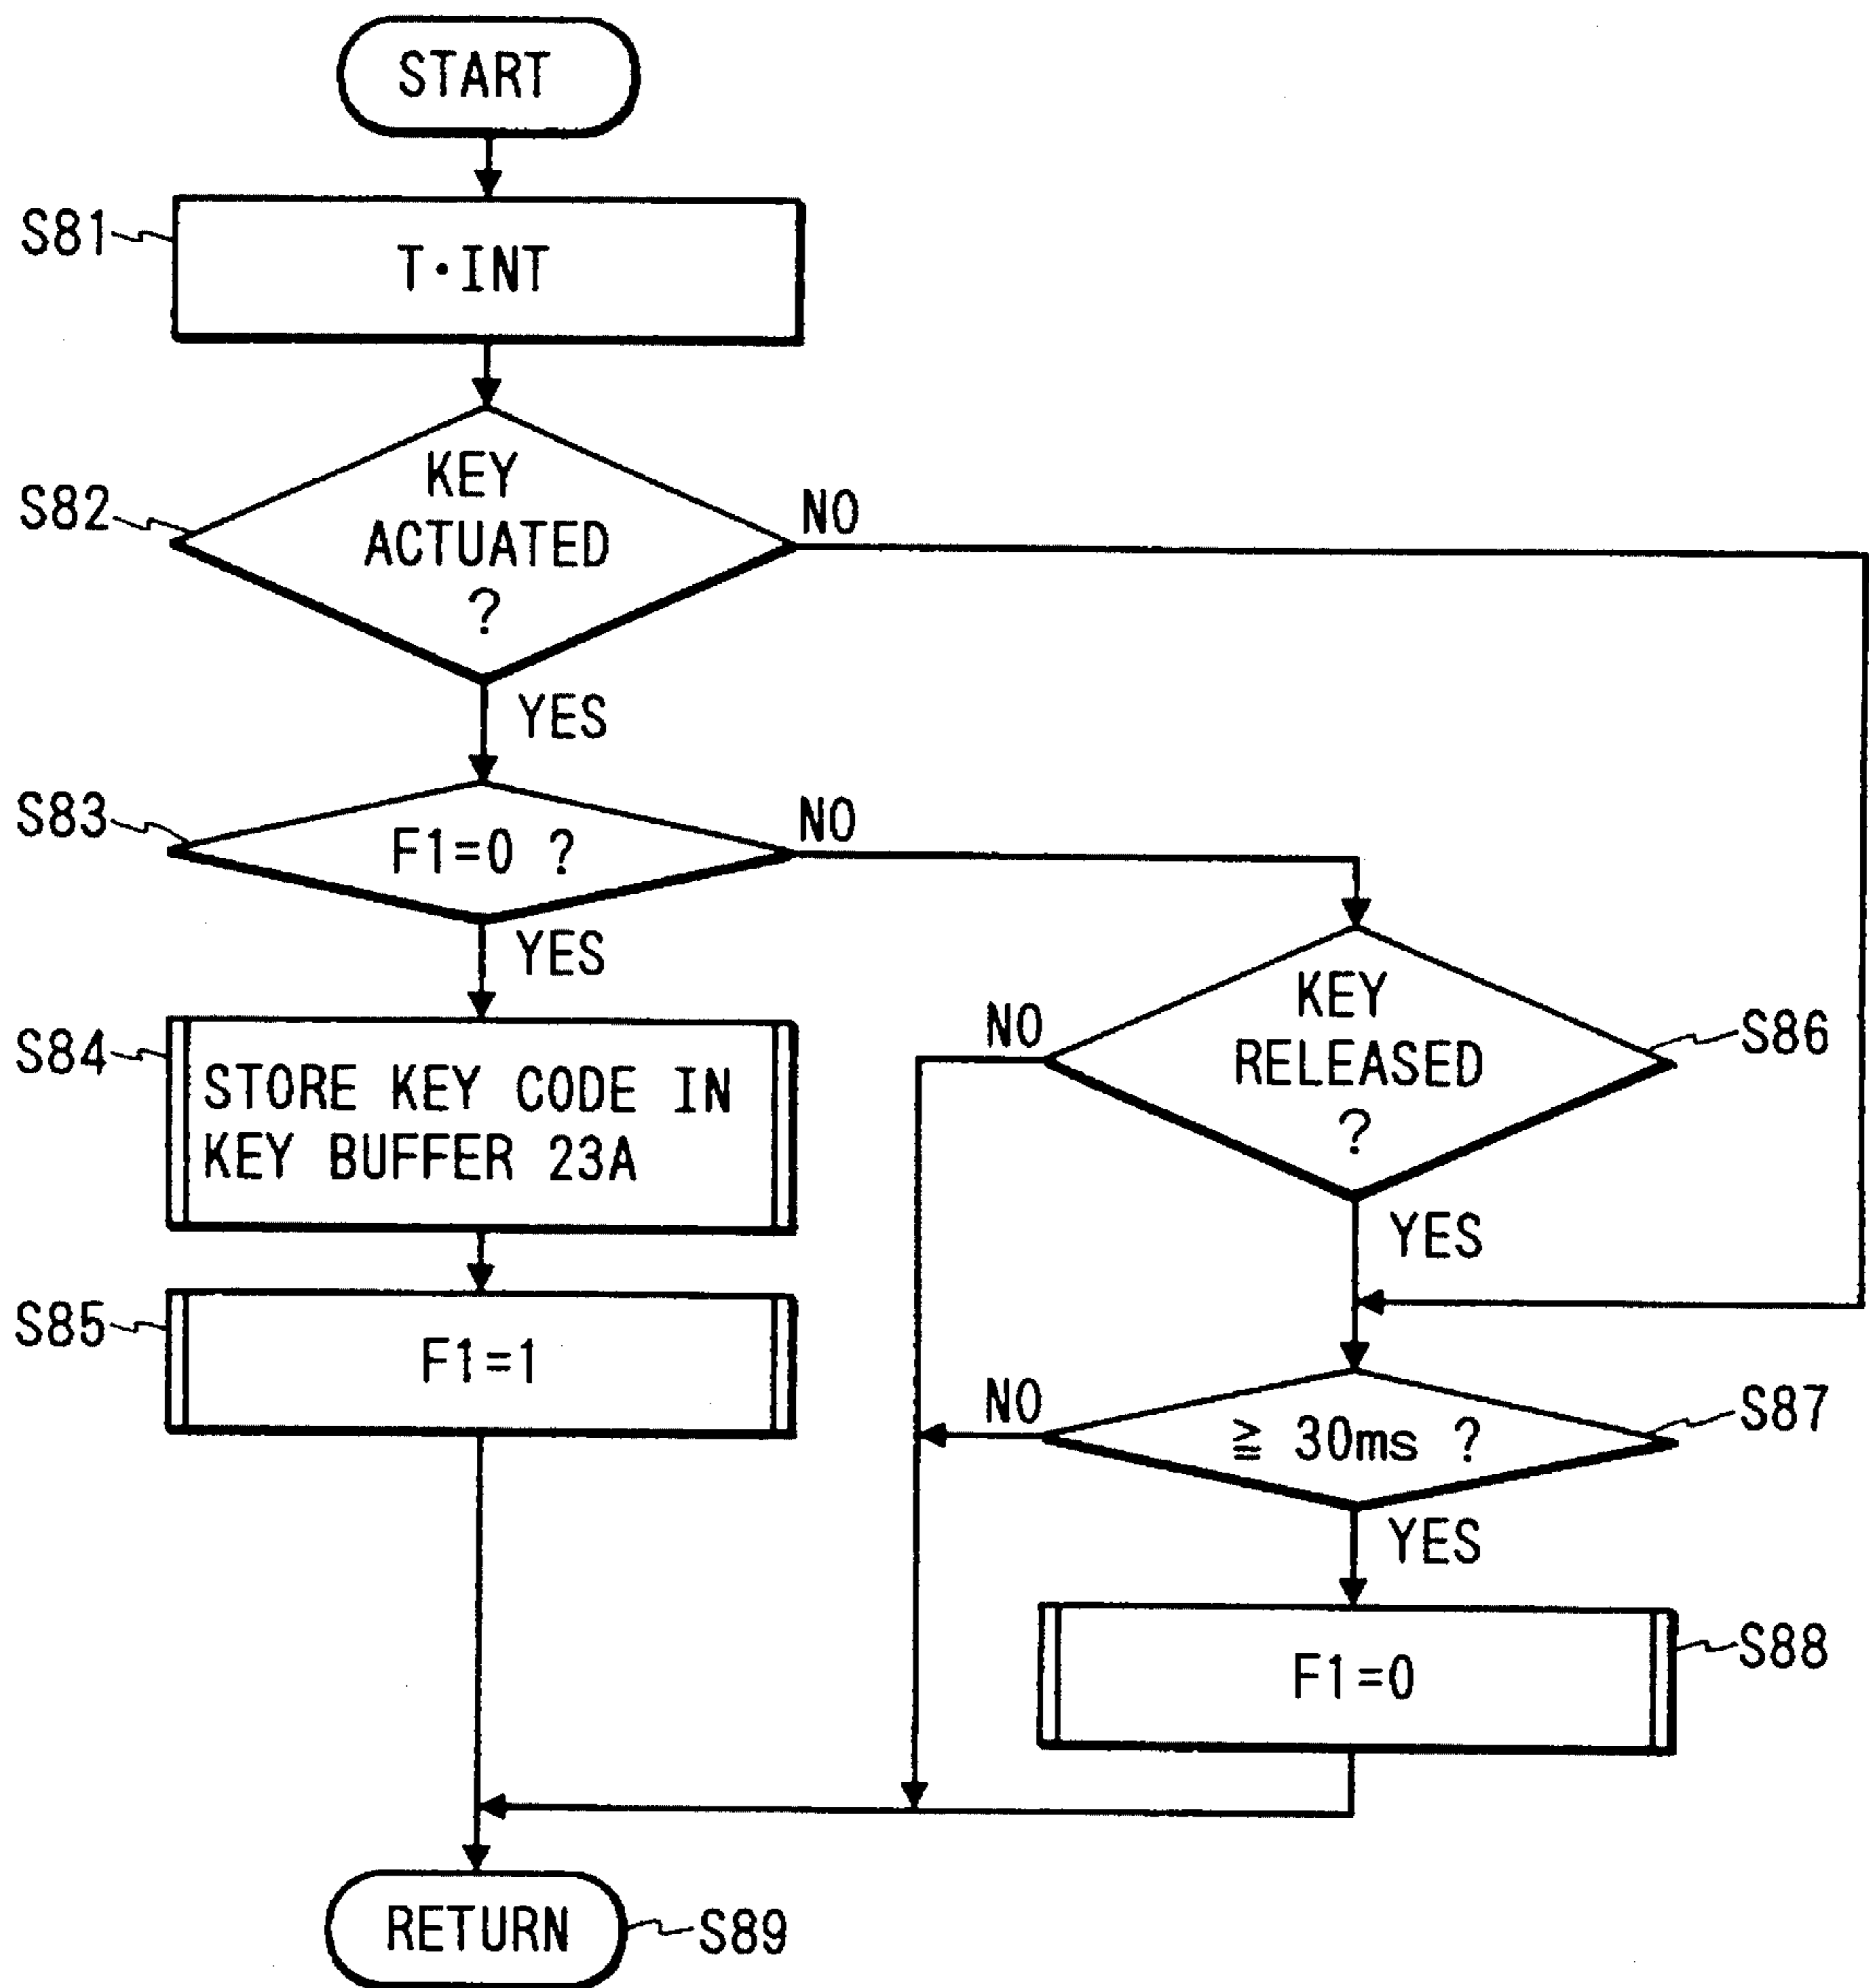 START
S81
T·INT
S82
KEY
ACTUATED
?
NO
YES
S83
F1=0 ?
NO
YES
S84
STORE KEY CODE IN
KEY BUFFER 23A
S85
F1=1
KEY
RELEASED
?
NO
S86
YES
NO
≧ 30ms ?
S87
YES
F1=0
S88
RETURN
S89